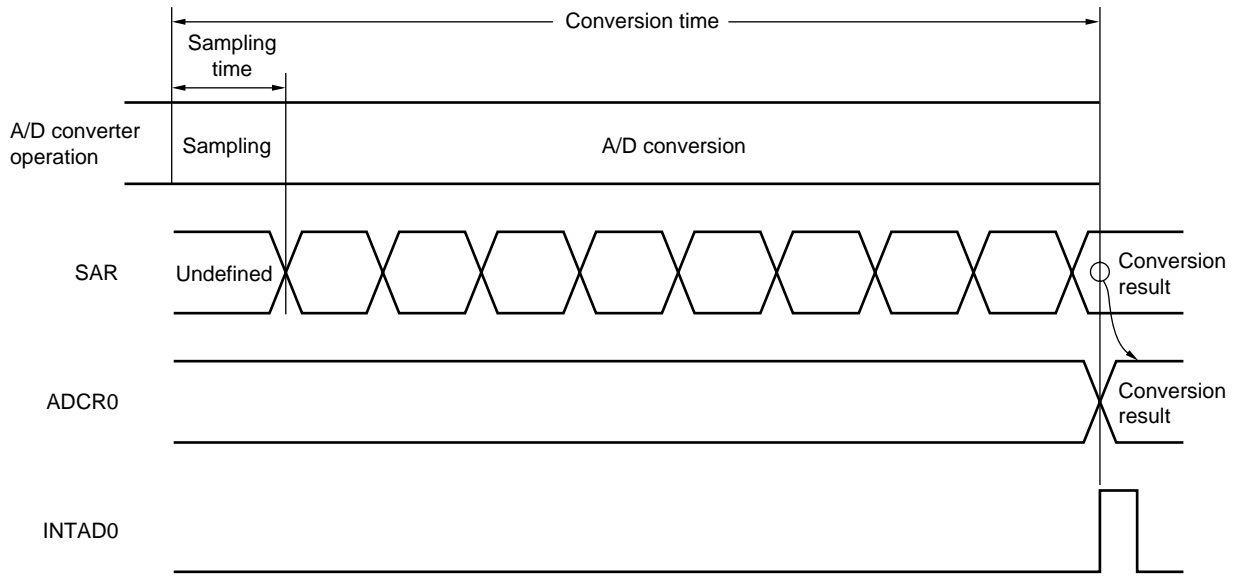 Conversion time
Sampling
time
A/D converter
operation
Sampling
A/D conversion
SAR
Undefined
Conversion
result
ADCR0
Conversion
result
INTAD0